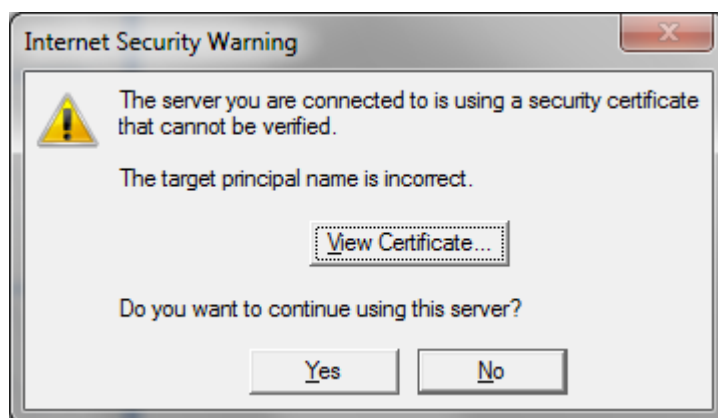 Internet Security Warning
The server you are connected to is using a security certificate
that cannot be verified.
The target principal name is incorrect.
View Certificate...
Do you want to continue using this server?
Yes
No